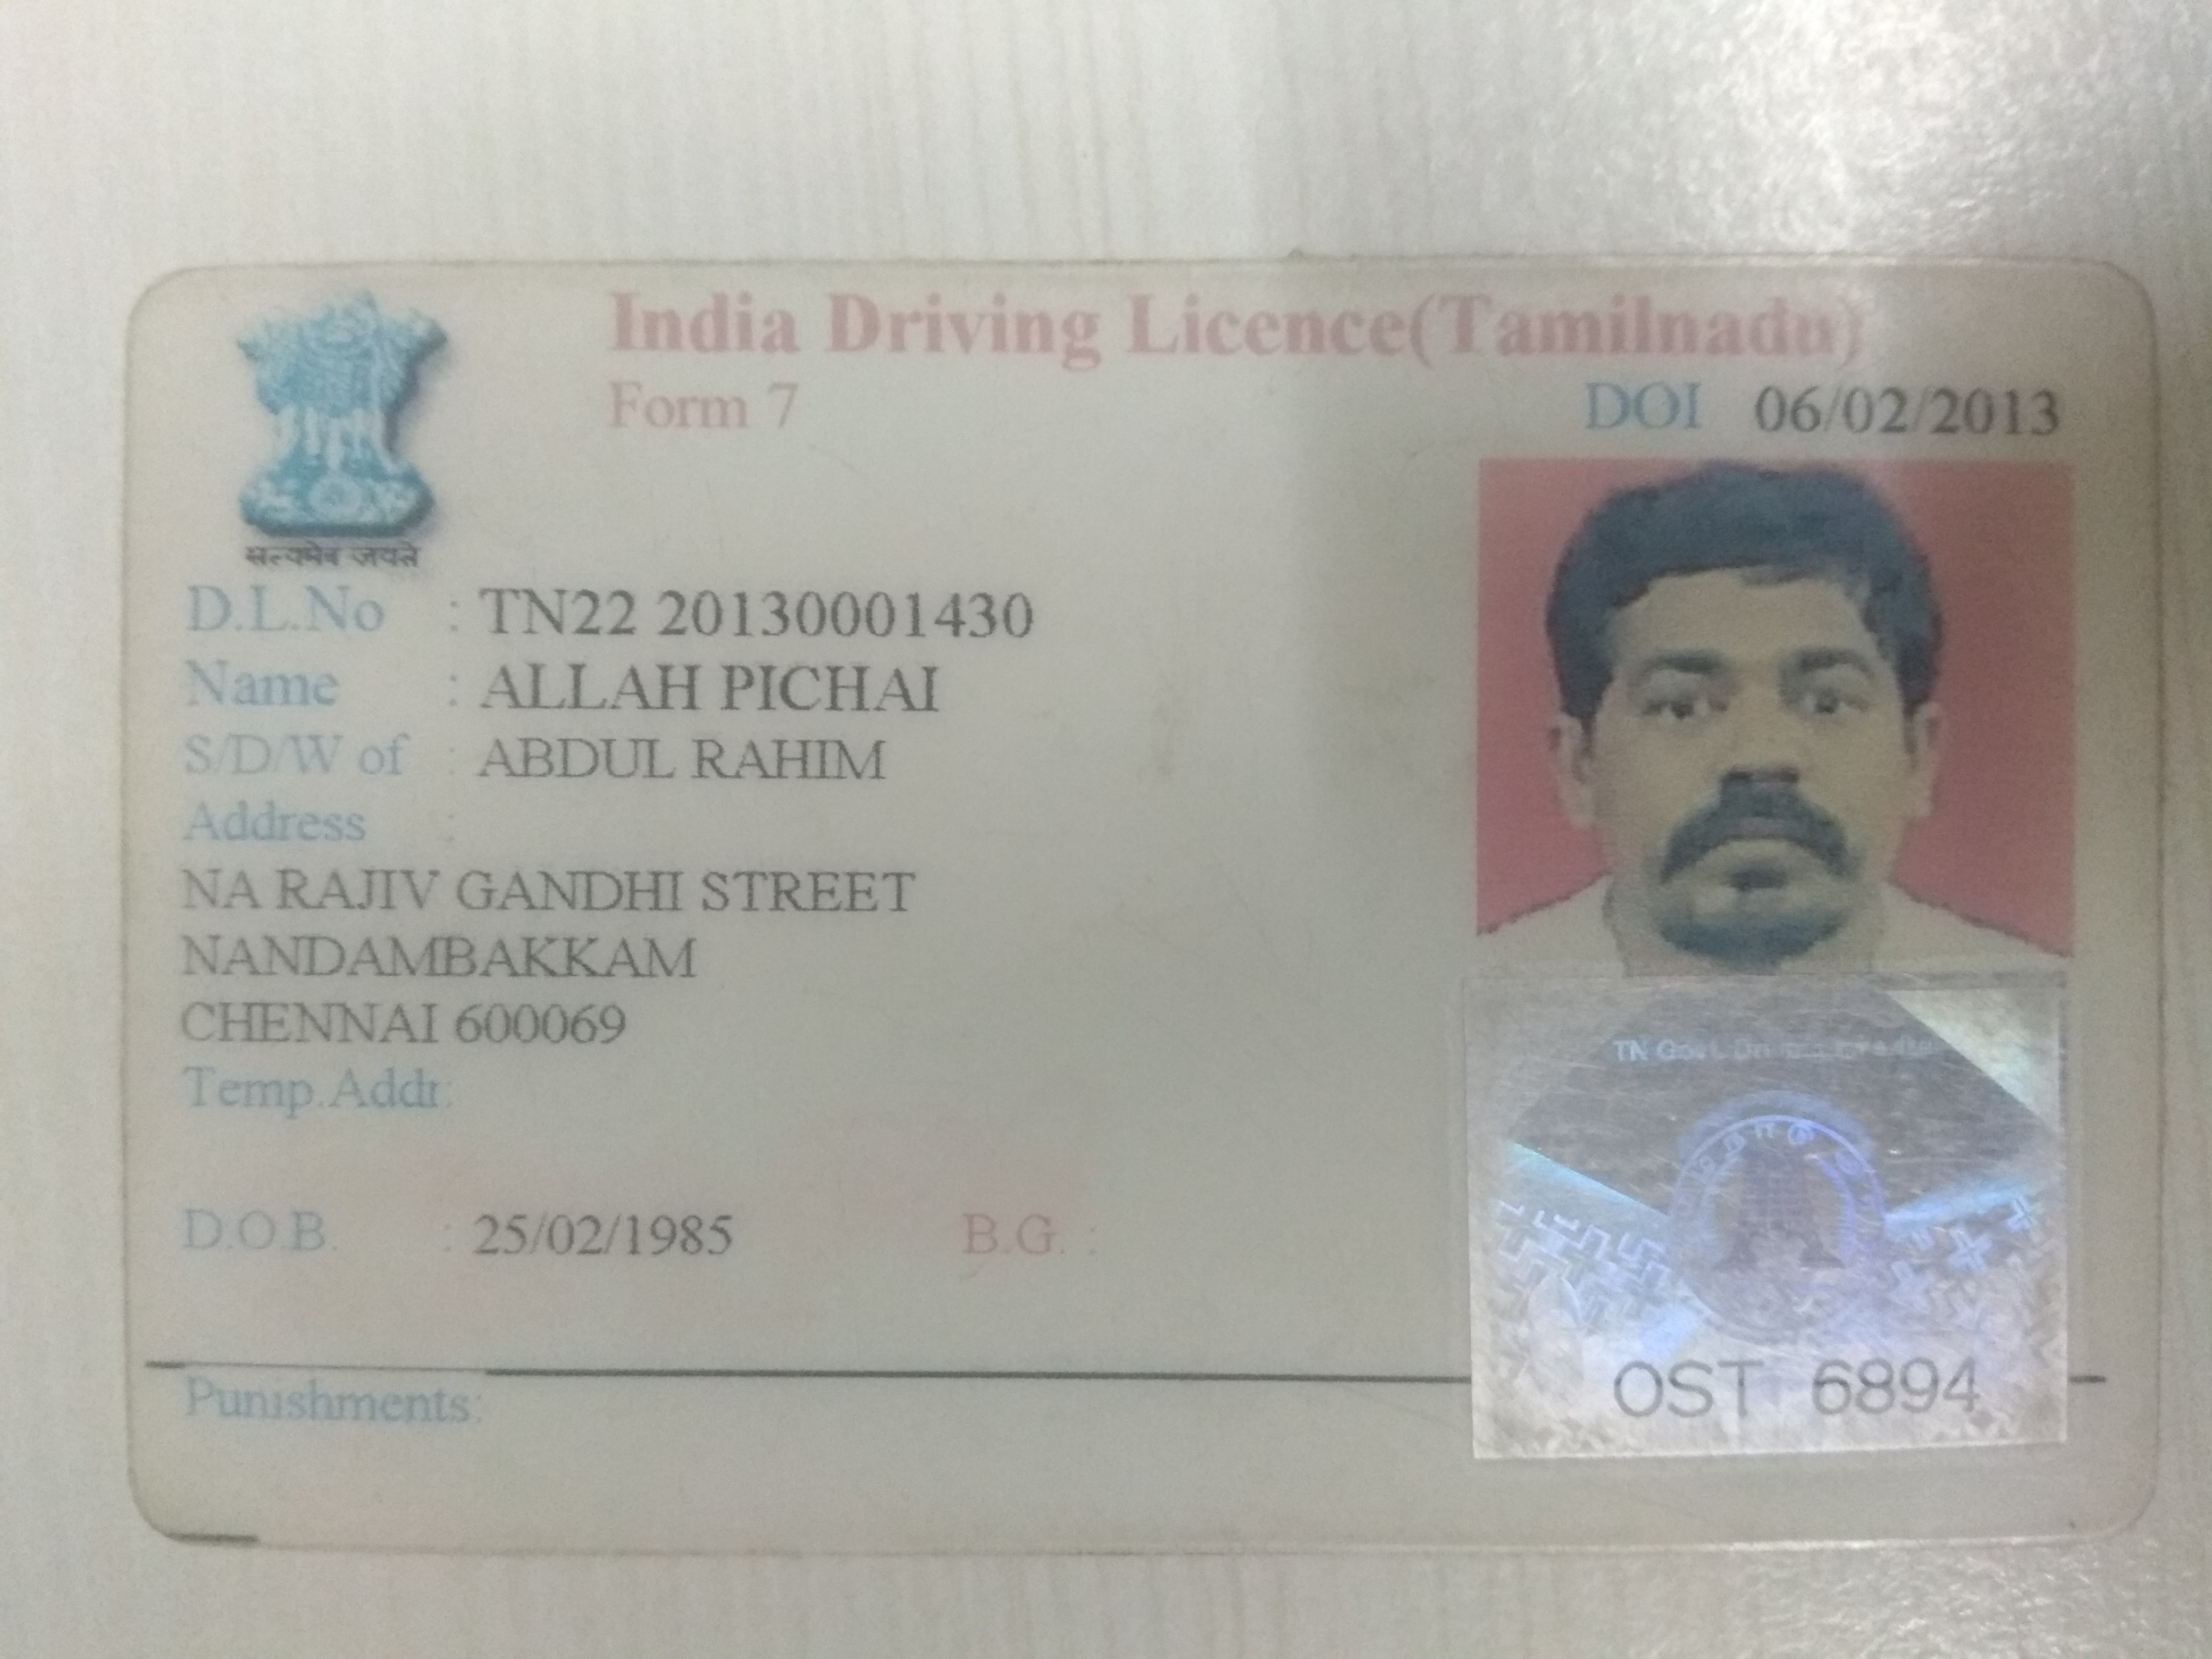 India Driving Licence(Tamilnadu)
Form 7
DOI 06/02/2013
सत्यमेव जयते
D.L.No : TN22 20130001430
Name : ALLAH PICHAI
S/D/W of : ABDUL RAHIM
Address :
NA RAJIV GANDHI STREET
NANDAMBAKKAM
CHENNAI 600069
Temp.Addr:
TN Govt.
D.O.B. : 25/02/1985 B.G. :
OST 6894
Punishments: